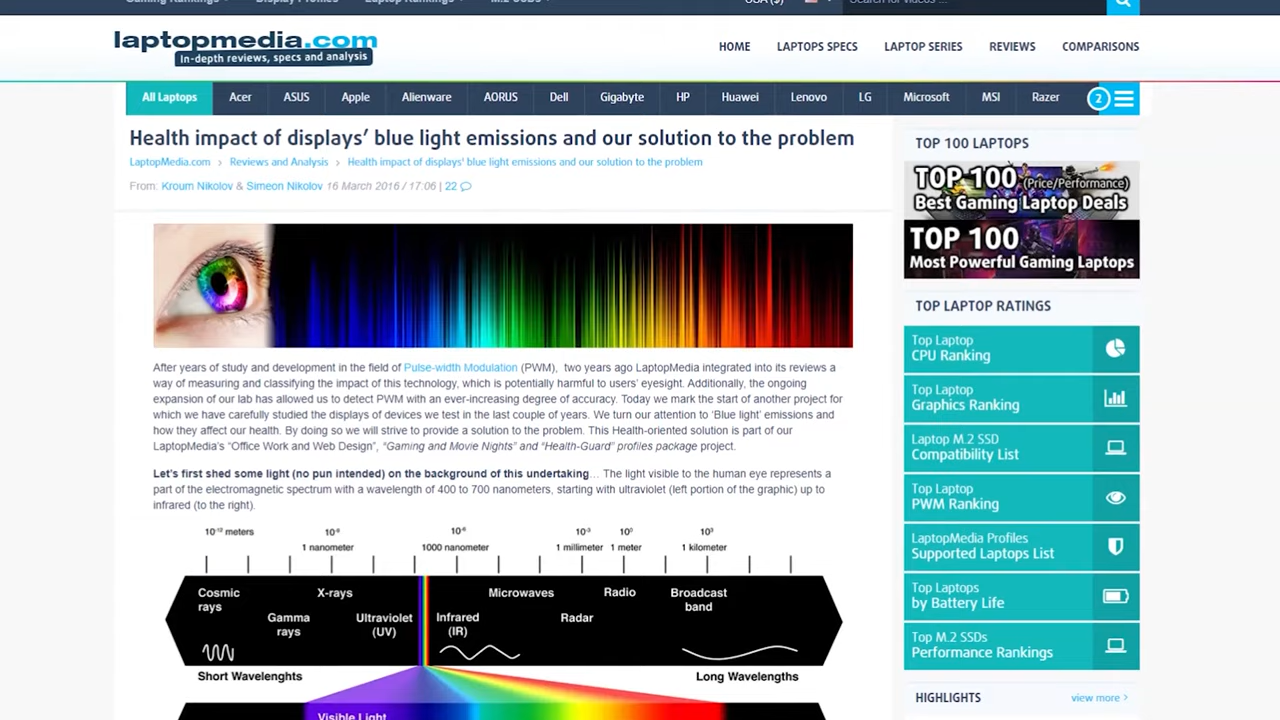 Gaming Rankings
Display Profiles
Laptop Rankings
M.2 SSDs
USA ($)
Search for videos ...
laptopmedia.com
In-depth reviews, specs and analysis
HOME
LAPTOPS SPECS
LAPTOP SERIES
REVIEWS
COMPARISONS
All Laptops
Acer
ASUS
Apple
Alienware
AORUS
Dell
Gigabyte
HP
Huawei
Lenovo
LG
Microsoft
MSI
Razer
2
Health impact of displays' blue light emissions and our solution to the problem
LaptopMedia.com > Reviews and Analysis > Health impact of displays' blue light emissions and our solution to the problem
From: Kroum Nikolov & Simeon Nikolov 16 March 2016 / 17:06 | 22
After years of study and development in the field of Pulse-width Modulation (PWM), two years ago LaptopMedia integrated into its reviews a
way of measuring and classifying the impact of this technology, which is potentially harmful to users' eyesight. Additionally, the ongoing
expansion of our lab has allowed us to detect PWM with an ever-increasing degree of accuracy. Today we mark the start of another project for
which we have carefully studied the displays of devices we test in the last couple of years. We turn our attention to 'Blue light' emissions and
how they affect our health. By doing so we will strive to provide a solution to the problem. This Health-oriented solution is part of our
LaptopMedia's "Office Work and Web Design", "Gaming and Movie Nights" and "Health-Guard" profiles package project.
Let's first shed some light (no pun intended) on the background of this undertaking… The light visible to the human eye represents a
part of the electromagnetic spectrum with a wavelength of 400 to 700 nanometers, starting with ultraviolet (left portion of the graphic) up to
infrared (to the right).
10⁻¹² meters
10⁻⁹
1 nanometer
10⁻⁶
1000 nanometer
10⁻³
1 millimeter
10⁰
1 meter
10³
1 kilometer
Cosmic
rays
Gamma
rays
X-rays
Ultraviolet
(UV)
Infrared
(IR)
Microwaves
Radar
Radio
Broadcast
band
Short Wavelenghts
Long Wavelengths
Visible Light
TOP 100 LAPTOPS
TOP 100 (Price/Performance)
Best Gaming Laptop Deals
TOP 100
Most Powerful Gaming Laptops
TOP LAPTOP RATINGS
Top Laptop
CPU Ranking
Top Laptop
Graphics Ranking
Laptop M.2 SSD
Compatibility List
Top Laptop
PWM Ranking
LaptopMedia Profiles
Supported Laptops List
Top Laptops
by Battery Life
Top M.2 SSDs
Performance Rankings
HIGHLIGHTS
view more >